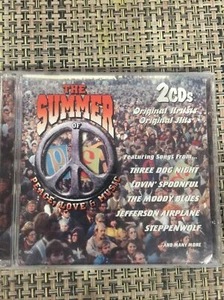 THE
SUMMER
OF
PEACE, LOVE & MUSIC
2CDs
Original Artists
Original Hits
Featuring Songs From...
THREE DOG NIGHT
LOVIN' SPOONFUL
THE MOODY BLUES
JEFFERSON AIRPLANE
STEPPENWOLF
AND MANY MORE